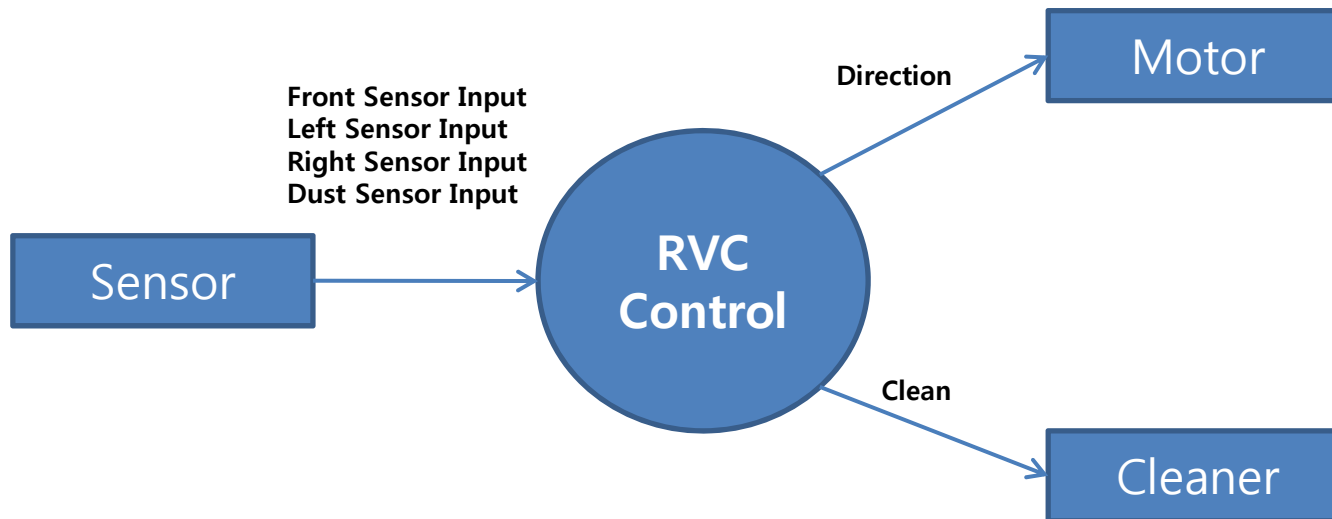 Front Sensor Input
Left Sensor Input
Right Sensor Input
Dust Sensor Input
Sensor
RVC
Control
Direction
Motor
Clean
Cleaner